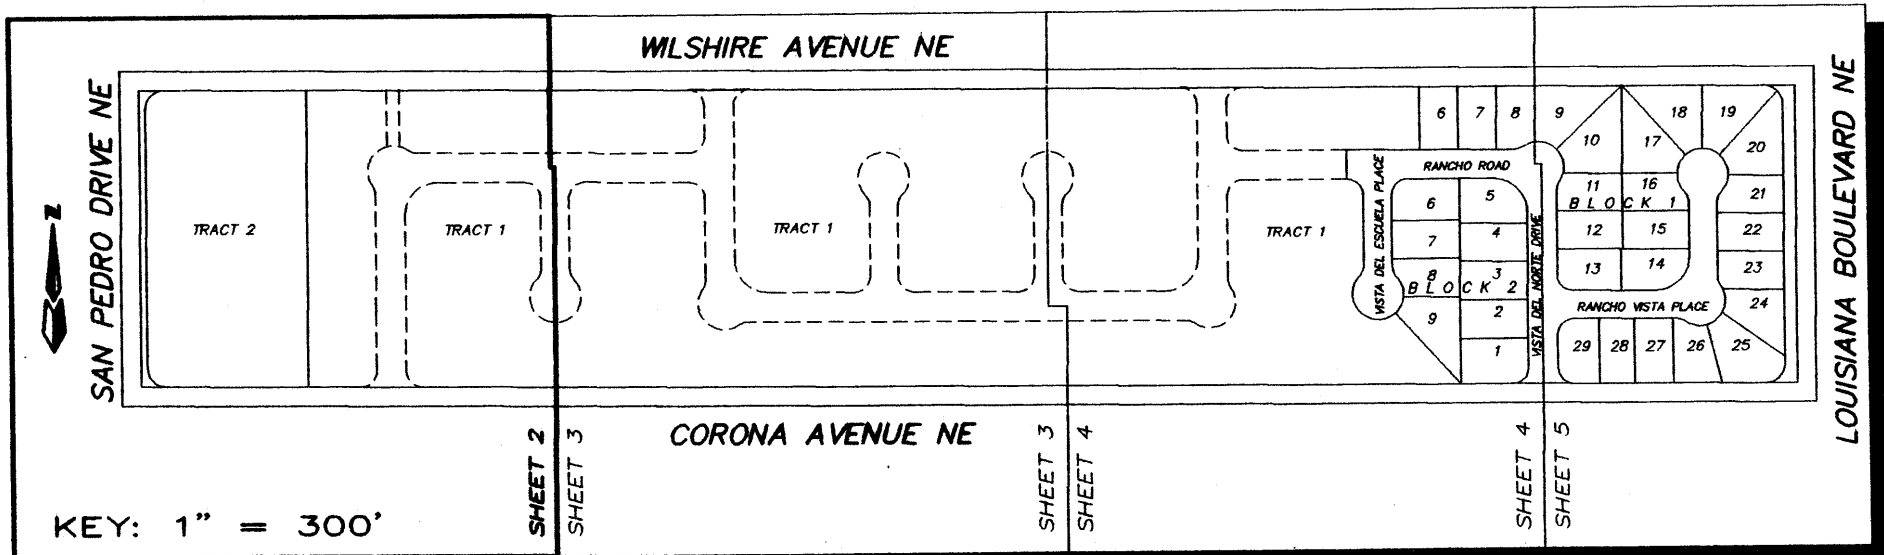 WILSHIRE AVENUE NE
SAN PEDRO DRIVE NE
LOUISIANA BOULEVARD NE
N
TRACT 2
TRACT 1
TRACT 1
TRACT 1
6 7 8 9 10 17 18 19 20
RANCHO ROAD
VISTA DEL ESCUELA PLACE
6 5
7 4
8 3
BLOCK 2
9 2
1
VISTA DEL NORTE DRIVE
11 16 21
BLOCK 1
12 15 22
13 14 23
RANCHO VISTA PLACE 24
29 28 27 26 25
CORONA AVENUE NE
SHEET 2
SHEET 3
SHEET 3
SHEET 4
SHEET 4
SHEET 5
KEY: 1" = 300'